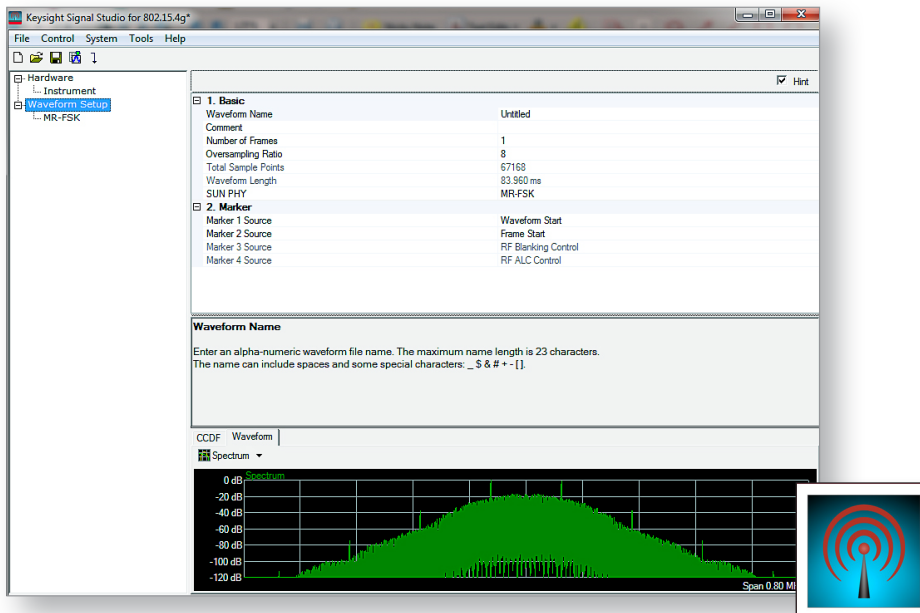 Keysight Signal Studio for 802.15.4g*
File Control System Tools Help
Hardware
Instrument
Waveform Setup
MR-FSK
Hint
1. Basic
Waveform Name Untitled
Comment
Number of Frames 1
Oversampling Ratio 8
Total Sample Points 67168
Waveform Length 83.960 ms
SUN PHY MR-FSK
2. Marker
Marker 1 Source Waveform Start
Marker 2 Source Frame Start
Marker 3 Source RF Blanking Control
Marker 4 Source RF ALC Control
Waveform Name
Enter an alpha-numeric waveform file name. The maximum name length is 23 characters.
The name can include spaces and some special characters: _ $ & # + - [ ].
CCDF Waveform
Spectrum
0 dB Spectrum
-20 dB
-40 dB
-60 dB
-80 dB
-100 dB
-120 dB
Span 0.80